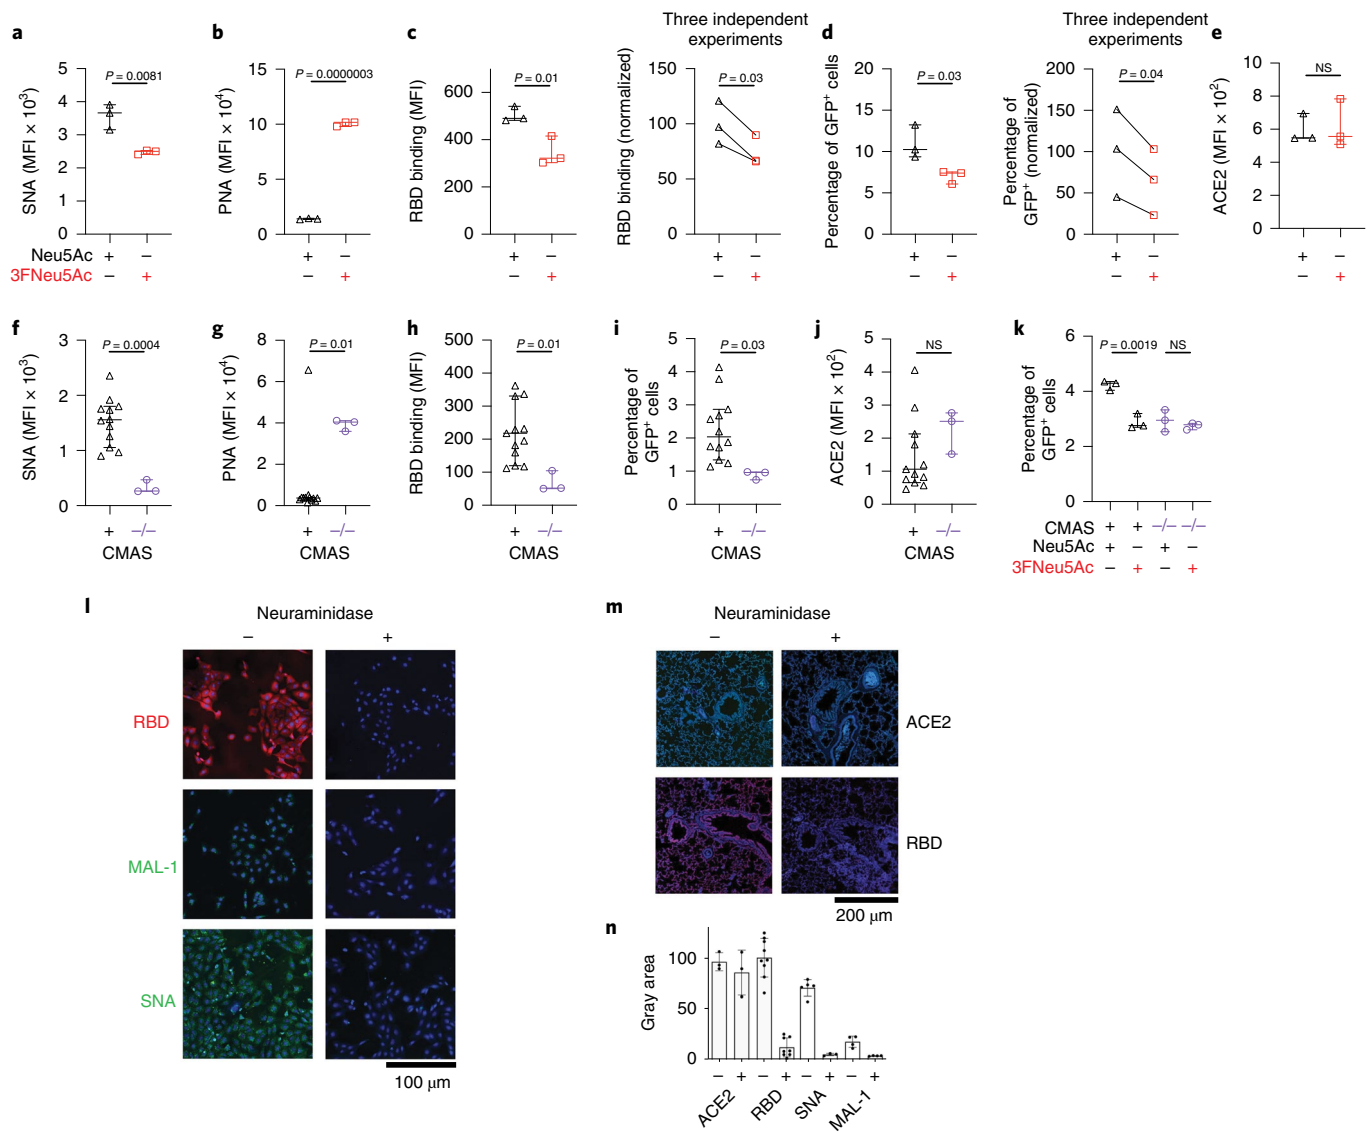 a
b
c
Three independent
experiments
d
Three independent
experiments
e
SNA (MFI × 10³)
5
4
3
2
1
0
P = 0.0081
PNA (MFI × 10⁴)
15
10
5
0
P = 0.0000003
RBD binding (MFI)
600
400
200
0
P = 0.01
RBD binding (normalized)
150
100
50
0
P = 0.03
Percentage of GFP⁺ cells
20
15
10
5
0
P = 0.03
Percentage of
GFP⁺ (normalized)
200
150
100
50
0
P = 0.04
ACE2 (MFI × 10²)
10
8
6
4
2
0
NS
Neu5Ac + − + − + − + − + − + − + −
3FNeu5Ac − + − + − + − + − + − + − +
f
g
h
i
j
k
SNA (MFI × 10³)
3
2
1
0
P = 0.0004
+ −/−
CMAS
PNA (MFI × 10⁴)
8
6
4
2
0
P = 0.01
+ −/−
CMAS
RBD binding (MFI)
500
400
300
200
100
0
P = 0.01
+ −/−
CMAS
Percentage of
GFP⁺ cells
5
4
3
2
1
0
P = 0.03
+ −/−
CMAS
ACE2 (MFI × 10²)
5
4
3
2
1
0
NS
+ −/−
CMAS
Percentage of
GFP⁺ cells
6
4
2
0
P = 0.0019
NS
CMAS + + −/− −/−
Neu5Ac + − + −
3FNeu5Ac − + − +
l
Neuraminidase
− +
RBD
MAL-1
SNA
100 μm
m
Neuraminidase
− +
ACE2
RBD
200 μm
n
Gray area
100
50
0
− + − + − + − +
ACE2
RBD
SNA
MAL-1